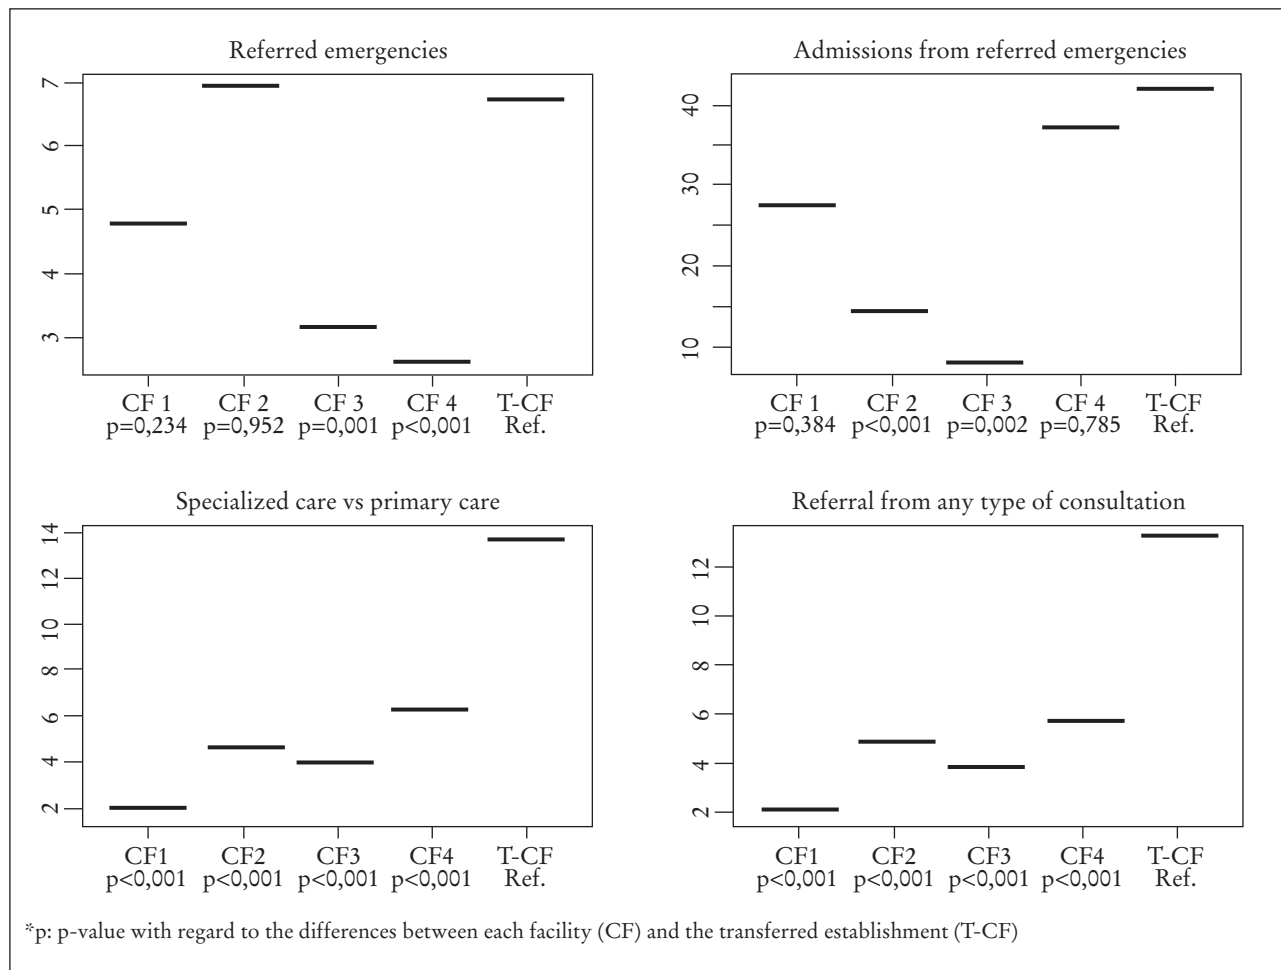 Referred emergencies
7
6
5
4
3
CF 1 CF 2 CF 3 CF 4 T-CF
p=0,234 p=0,952 p=0,001 p<0,001 Ref.
Admissions from referred emergencies
40
30
20
10
CF 1 CF 2 CF 3 CF 4 T-CF
p=0,384 p<0,001 p=0,002 p=0,785 Ref.
Specialized care vs primary care
14
12
10
8
6
4
2
CF1 CF2 CF3 CF4 T-CF
p<0,001 p<0,001 p<0,001 p<0,001 Ref.
Referral from any type of consultation
12
10
8
6
4
2
CF1 CF2 CF3 CF4 T-CF
p<0,001 p<0,001 p<0,001 p<0,001 Ref.
*p: p-value with regard to the differences between each facility (CF) and the transferred establishment (T-CF)